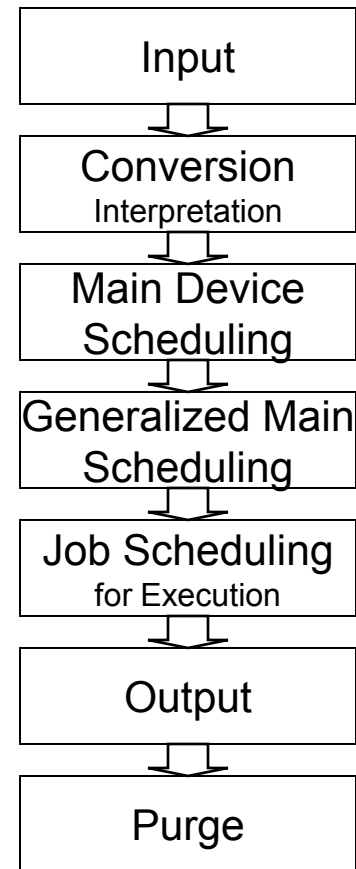 Input
Conversion
Interpretation
Main Device
Scheduling
Generalized Main
Scheduling
Job Scheduling
for Execution
Output
Purge